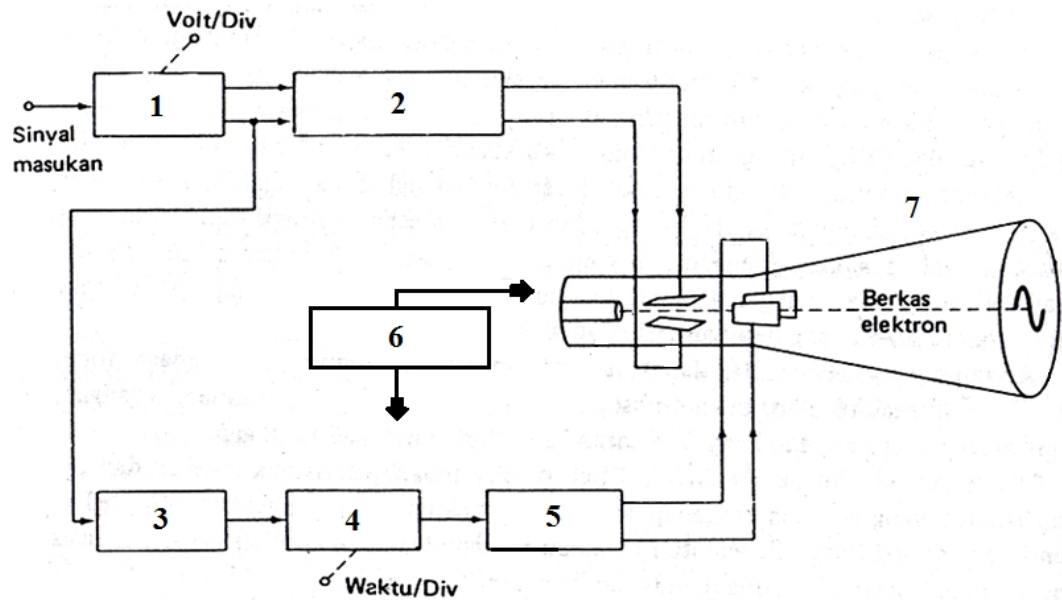 Volt/Div
1
2
Sinyal
masukan
7
Berkas
elektron
6
3
4
5
Waktu/Div